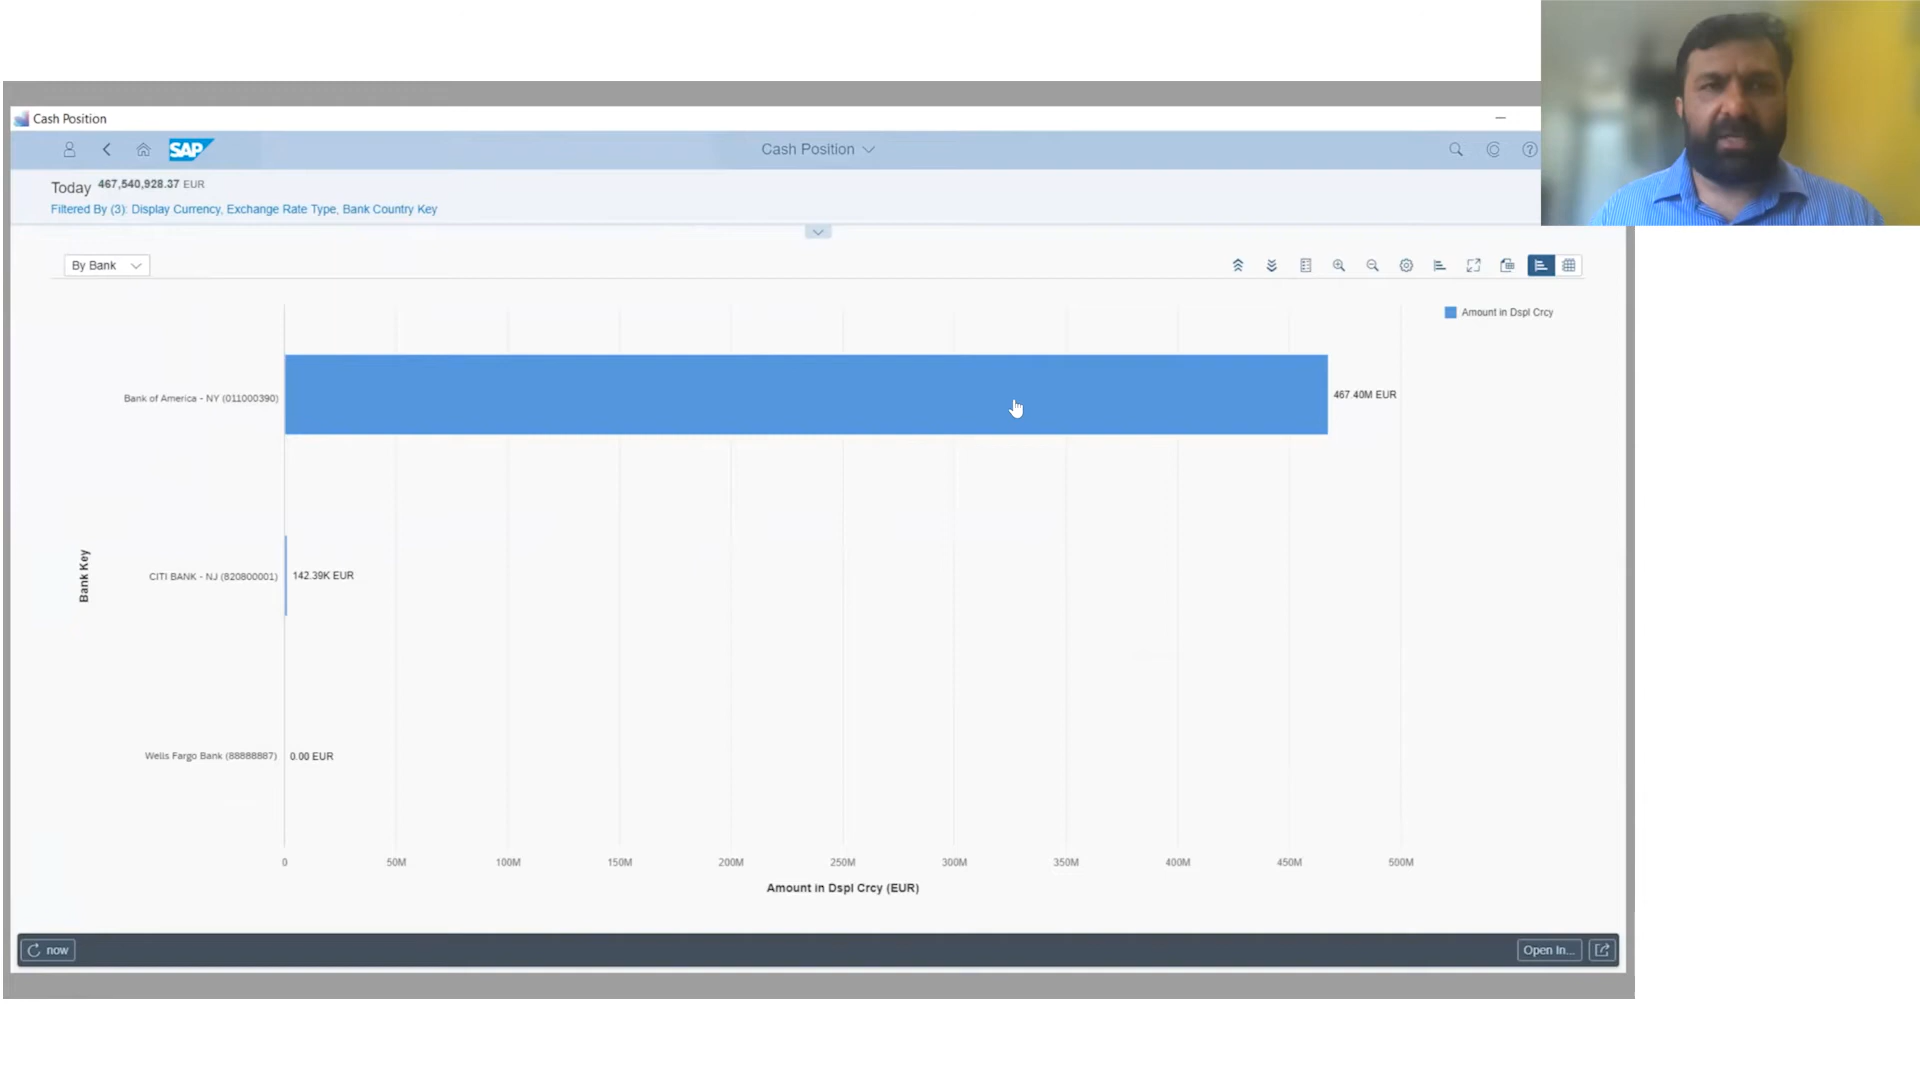 Cash Position
SAP
Cash Position
Today 467,540,928.37 EUR
Filtered By (3): Display Currency, Exchange Rate Type, Bank Country Key
By Bank
Amount in Dspl Crcy
Bank of America - NY (011000390)
467.40M EUR
Bank Key
CITI BANK - NJ (820800001)
142.39K EUR
Wells Fargo Bank (88888887)
0.00 EUR
0 50M 100M 150M 200M 250M 300M 350M 400M 450M 500M
Amount in Dspl Crcy (EUR)
now
Open In...